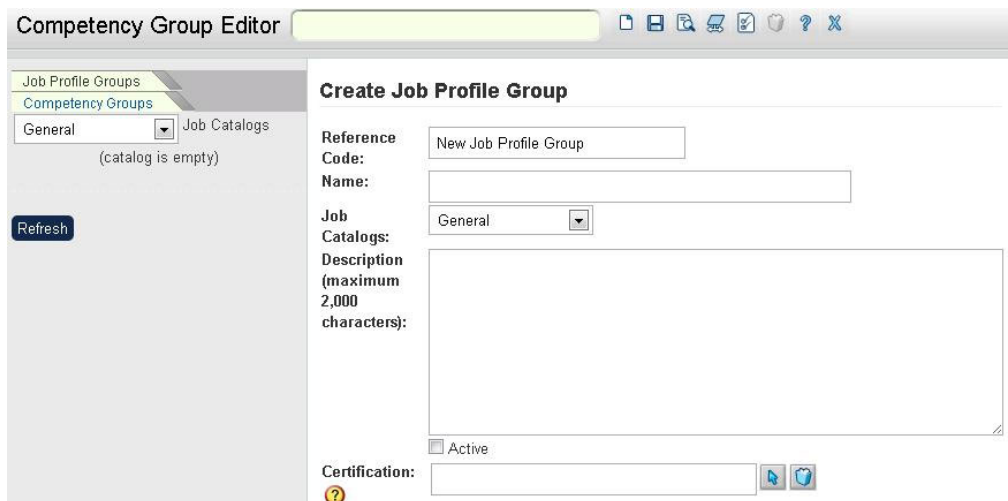 Competency Group Editor
Job Profile Groups
Competency Groups
General Job Catalogs
(catalog is empty)
Refresh
Create Job Profile Group
Reference
Code:
New Job Profile Group
Name:
Job
Catalogs:
General
Description
(maximum
2,000
characters):
Active
Certification:
?